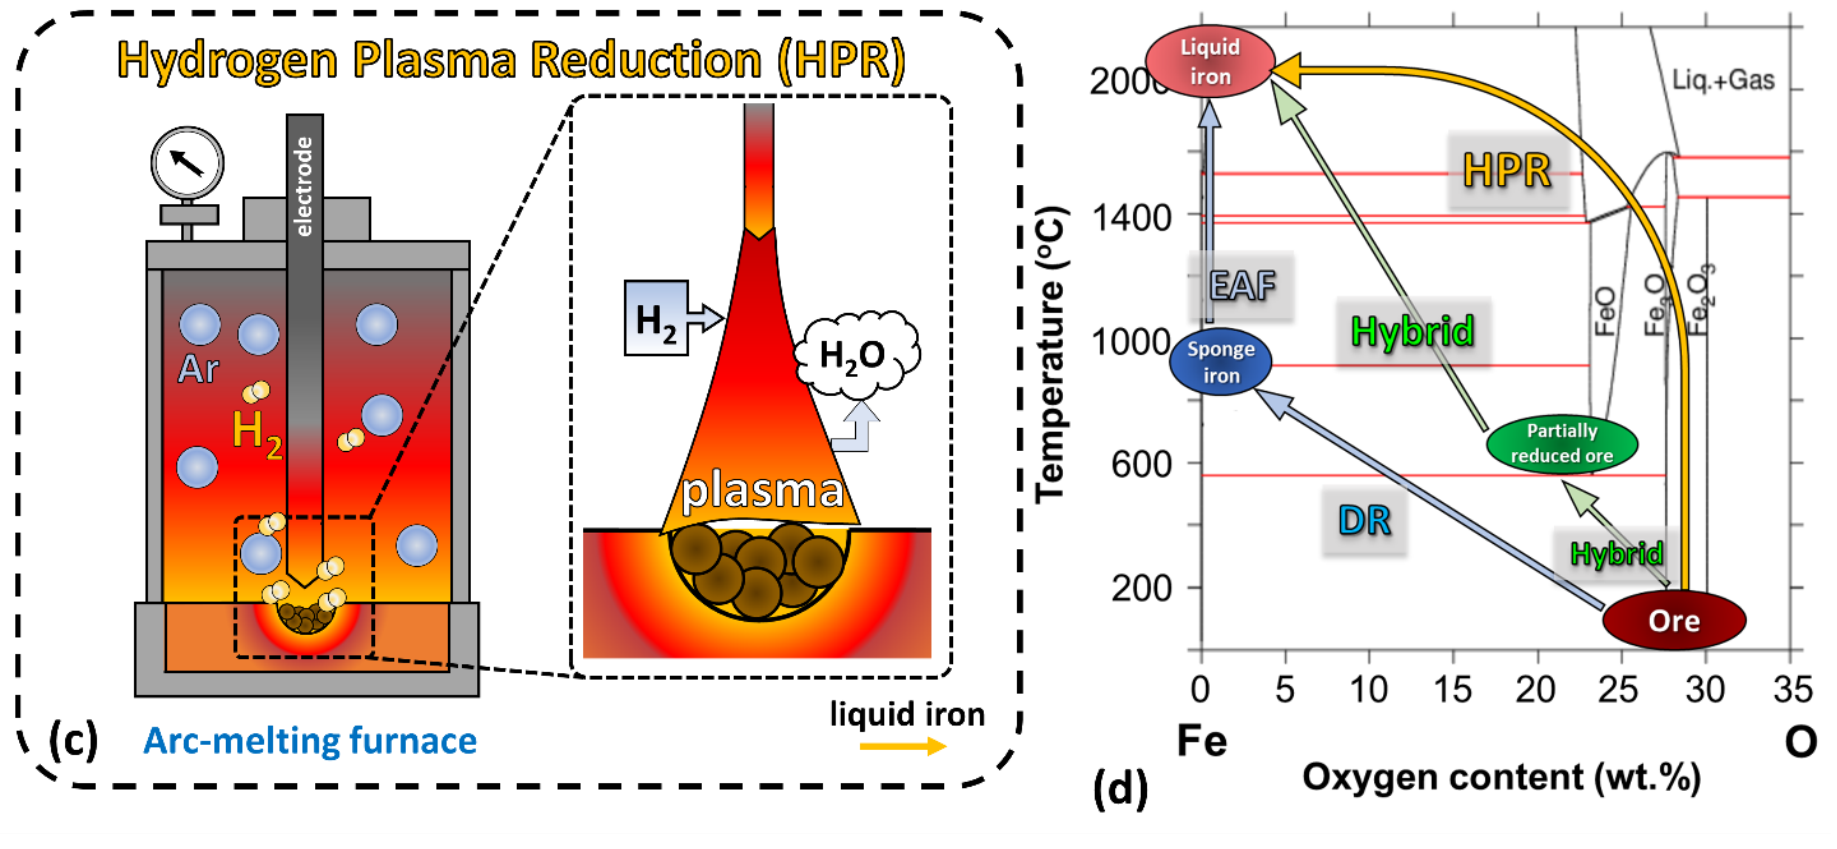 Hydrogen Plasma Reduction (HPR)
electrode
Ar
H2
H2
H2O
plasma
liquid iron
(c)
Arc-melting furnace
Liquid
iron
2000
Liq.+Gas
HPR
1400
EAF
FeO
Fe3O4
Fe2O3
Hybrid
1000
Sponge
iron
Partially
reduced ore
600
DR
Hybrid
200
Ore
0 5 10 15 20 25 30 35
Fe
O
Temperature (ºC)
Oxygen content (wt.%)
(d)